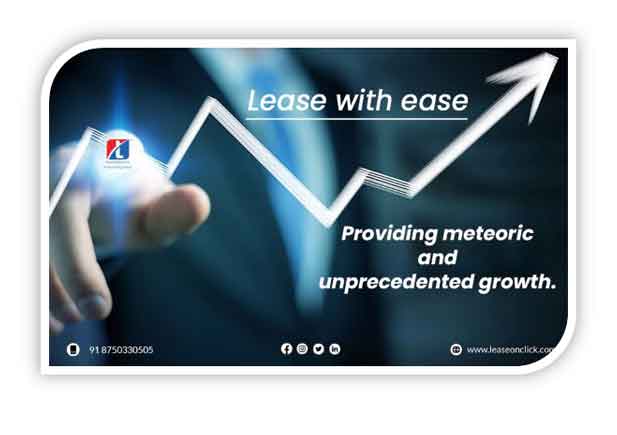 Lease with ease
Providing meteoric
and
unprecedented growth.
91 8750330505
www.leaseonclick.com